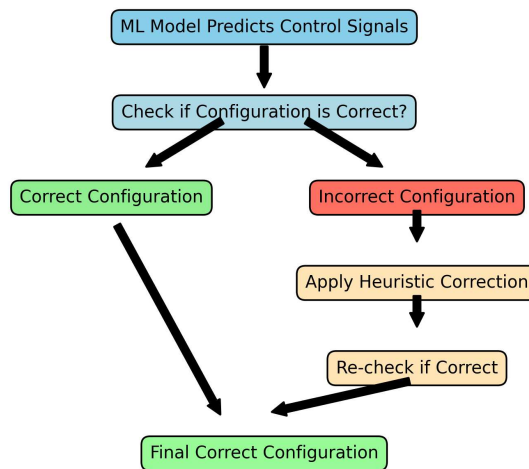 ML Model Predicts Control Signals
Check if Configuration is Correct?
Correct Configuration
Incorrect Configuration
Apply Heuristic Correction
Re-check if Correct
Final Correct Configuration